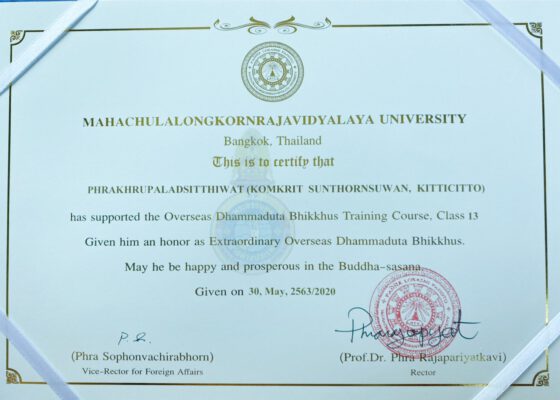 MAHACHULALONGKORNRAJAVIDYALAYA UNIVERSITY
Bangkok, Thailand
This is to certify that
PHRAKHRUPALADSITTHIWAT (KOMKRIT SUNTHORNSUWAN, KITTICITTO)
has supported the Overseas Dhammaduta Bhikkhus Training Course, Class 13
Given him an honor as Extraordinary Overseas Dhammaduta Bhikkhus.
May he be happy and prosperous in the Buddha-sasana.
Given on 30, May, 2563/2020
P. S.
(Phra Sophonvachirabhorn)
Vice-Rector for Foreign Affairs
(Prof.Dr. Phra Rajapariyatkavi)
Rector